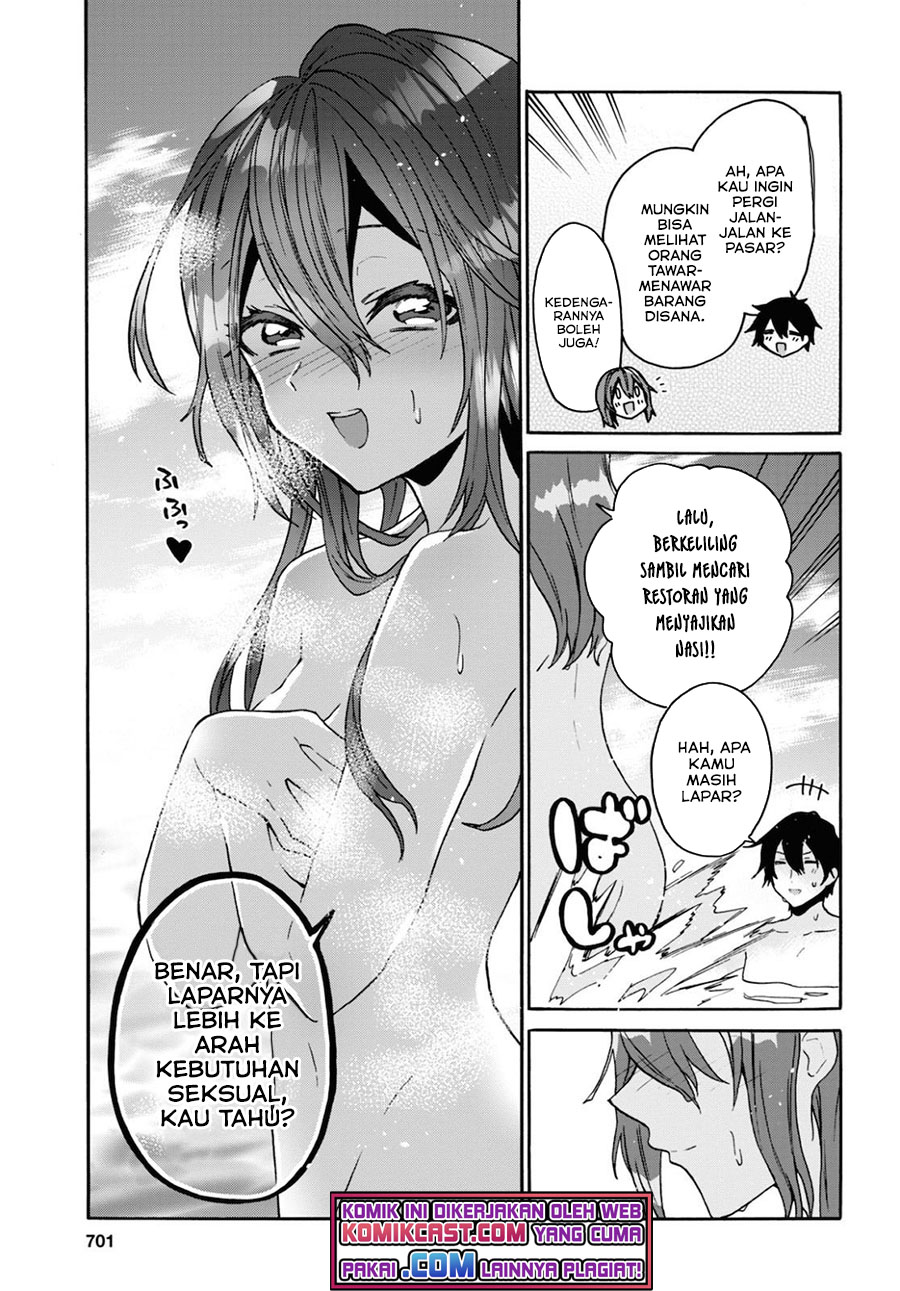 AH, APA
KAU INGIN
PERGI
JALAN-
JALAN KE
PASAR?
MUNGKIN
BISA
MELIHAT
ORANG
TAWAR-
MENAWAR
BARANG
DISANA.
KEDENGA-
RANNYA
BOLEH
JUGA!
LALU,
BERKELILING
SAMBIL MENCARI
RESTORAN YANG
MENYAJIKAN
NASI!!
HAH, APA
KAMU
MASIH
LAPAR?
ばしゃ
ふふっ♥
BENAR, TAPI
LAPARNYA
LEBIH KE
ARAH
KEBUTUHAN
SEKSUAL,
KAU TAHU?
701
KOMIK INI DIKERJAKAN OLEH WEB
KOMIKCAST.COM YANG CUMA
PAKAI .COM LAINNYA PLAGIAT!